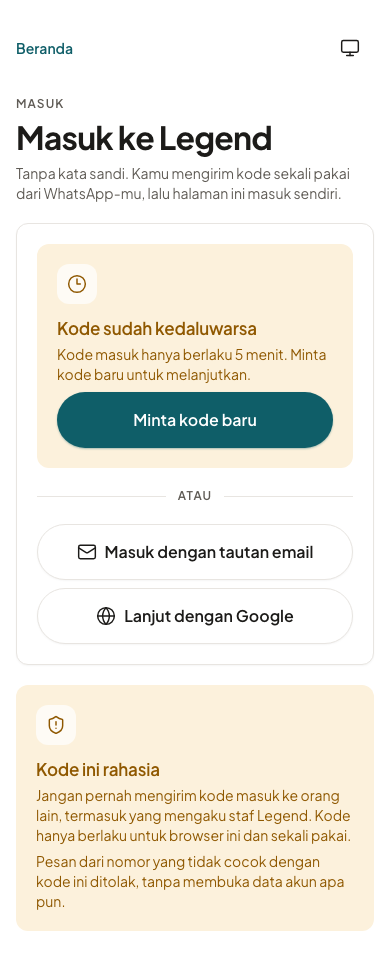 Beranda
MASUK
Masuk ke Legend
Tanpa kata sandi. Kamu mengirim kode sekali pakai
dari WhatsApp-mu, lalu halaman ini masuk sendiri.
Kode sudah kedaluwarsa
Kode masuk hanya berlaku 5 menit. Minta
kode baru untuk melanjutkan.
Minta kode baru
ATAU
Masuk dengan tautan email
Lanjut dengan Google
Kode ini rahasia
Jangan pernah mengirim kode masuk ke orang
lain, termasuk yang mengaku staf Legend. Kode
hanya berlaku untuk browser ini dan sekali pakai.
Pesan dari nomor yang tidak cocok dengan
kode ini ditolak, tanpa membuka data akun apa
pun.